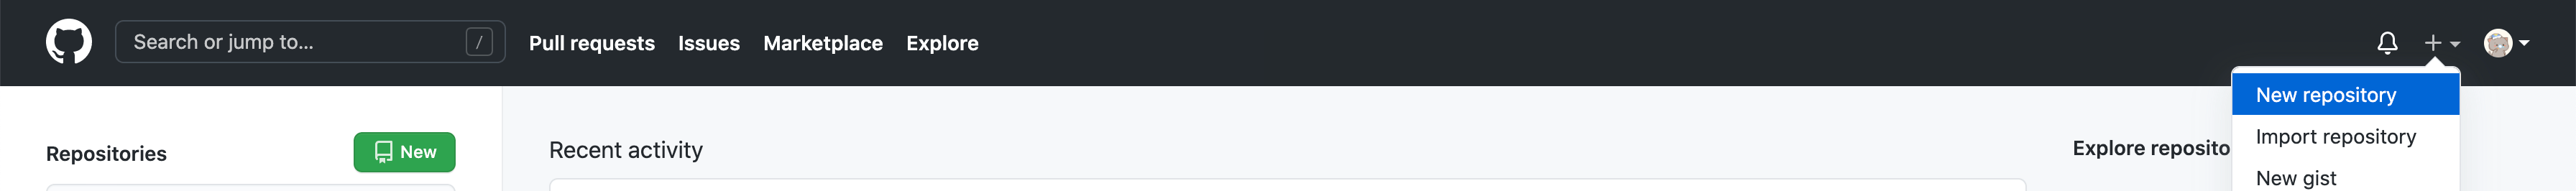 Search or jump to... /
Pull requests Issues Marketplace Explore
New repository
Import repository
New gist
Repositories
New
Recent activity
Explore reposito